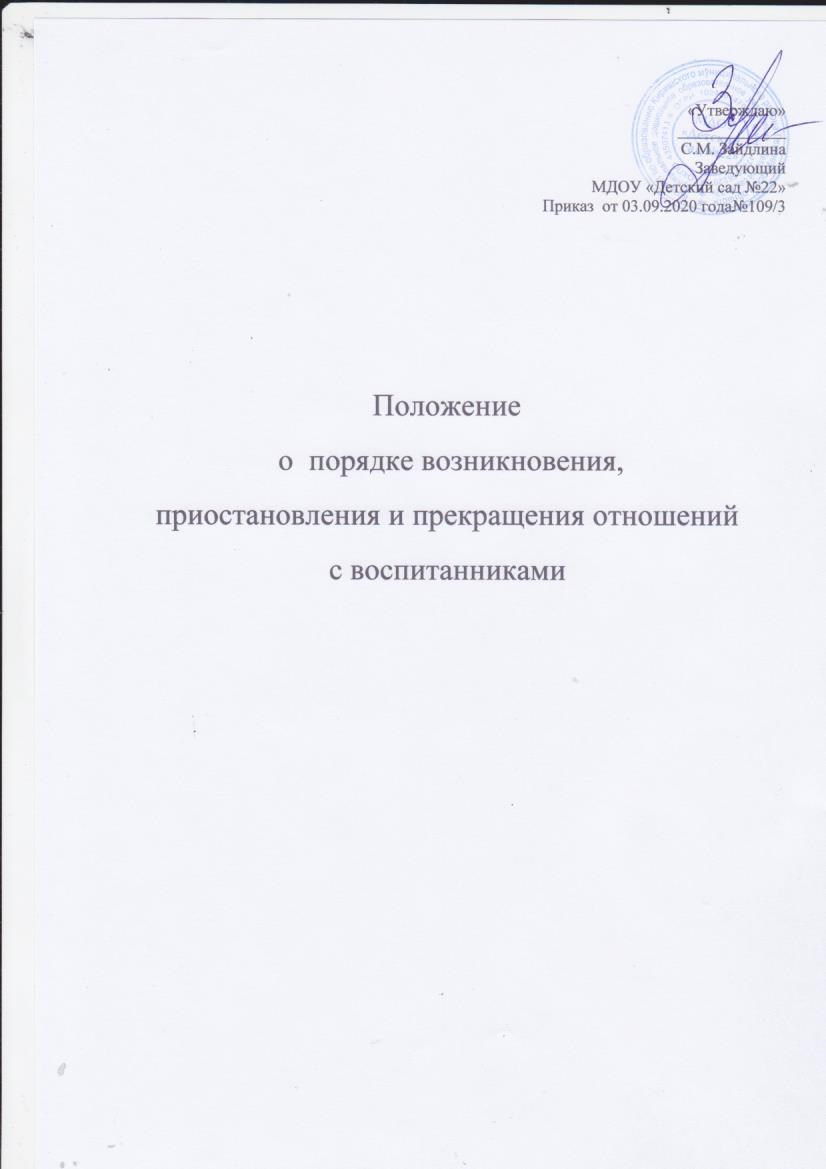 «Утверждаю»
С.М. Зайдлина
Заведующий
МДОУ «Детский сад №22»
Приказ от 03.09.2020 года№109/3
Положение
о порядке возникновения,
приостановления и прекращения отношений
с воспитанниками